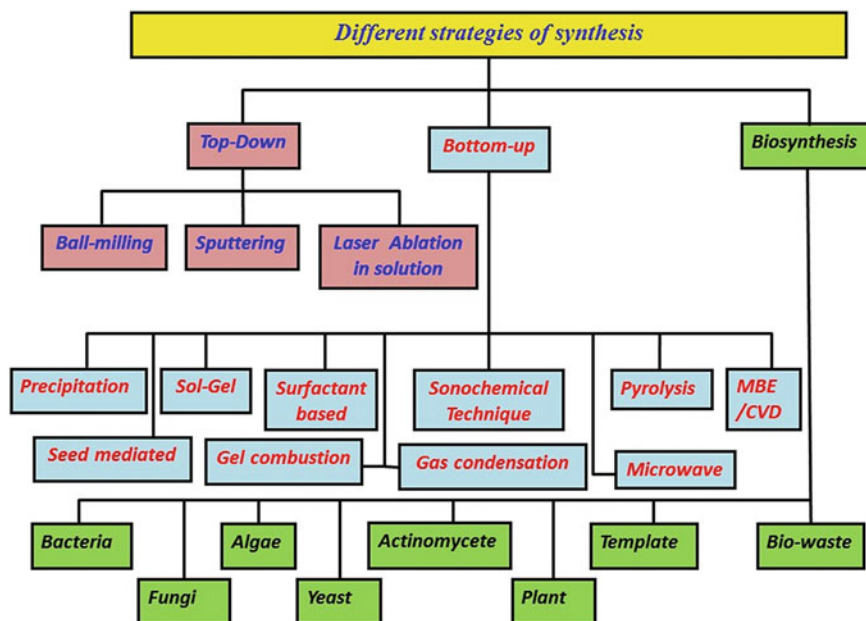 Different strategies of synthesis
Top-Down
Bottom-up
Biosynthesis
Ball-milling
Sputtering
Laser Ablation
in solution
Precipitation
Sol-Gel
Surfactant
based
Sonochemical
Technique
Pyrolysis
MBE
/CVD
Seed mediated
Gel combustion
Gas condensation
Microwave
Bacteria
Algae
Actinomycete
Template
Bio-waste
Fungi
Yeast
Plant